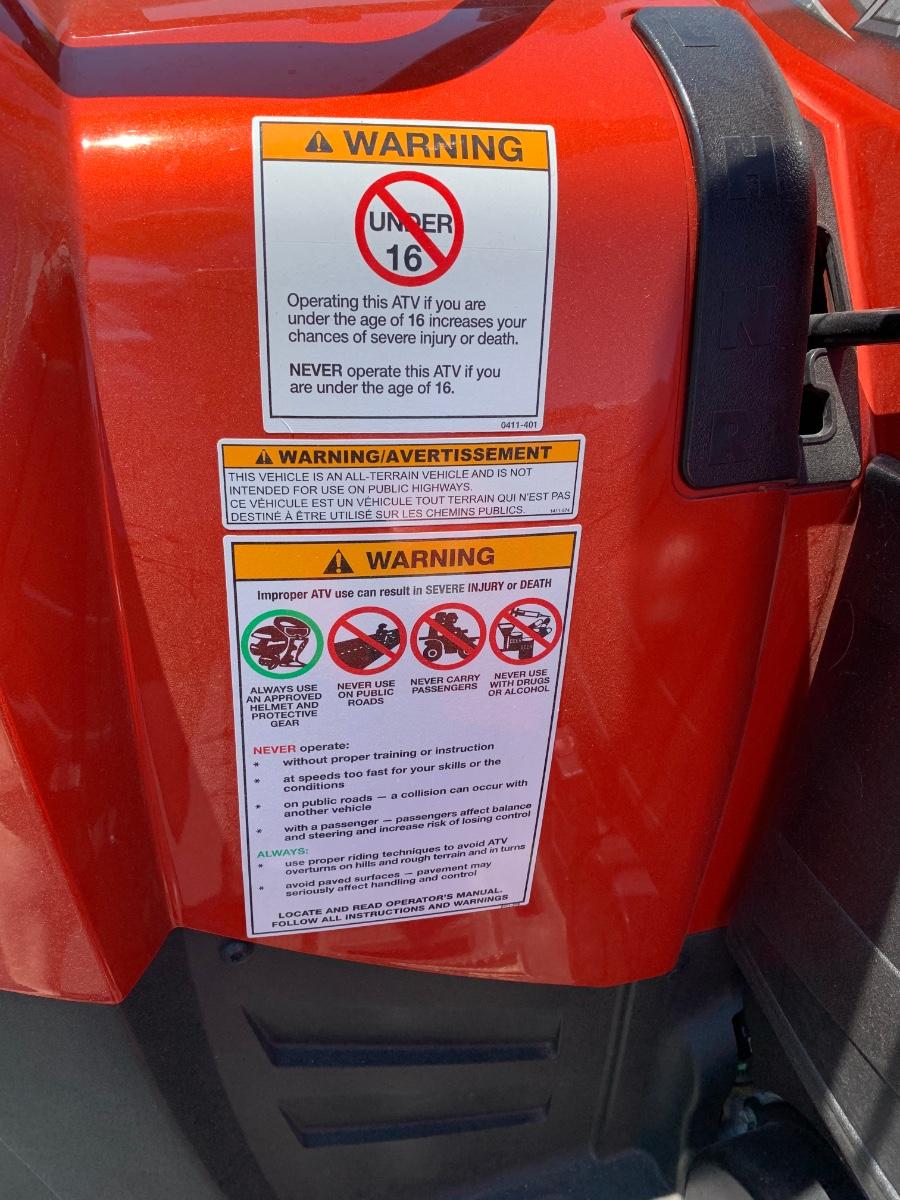 WARNING
UNDER
16
Operating this ATV if you are
under the age of 16 increases your
chances of severe injury or death.
NEVER operate this ATV if you
are under the age of 16.
0411-401
WARNING/AVERTISSEMENT
THIS VEHICLE IS AN ALL-TERRAIN VEHICLE AND IS NOT
INTENDED FOR USE ON PUBLIC HIGHWAYS.
CE VÉHICULE EST UN VÉHICULE TOUT TERRAIN QUI N'EST PAS
DESTINÉ À ÊTRE UTILISÉ SUR LES CHEMINS PUBLICS.
WARNING
Improper ATV use can result in SEVERE INJURY or DEATH
ALWAYS USE
AN APPROVED
HELMET AND
PROTECTIVE
GEAR
NEVER USE
ON PUBLIC
ROADS
NEVER CARRY
PASSENGERS
NEVER USE
WITH DRUGS
OR ALCOHOL
NEVER operate:
* without proper training or instruction
* at speeds too fast for your skills or the
conditions
* on public roads — a collision can occur with
another vehicle
* with a passenger — passengers affect balance
and steering and increase risk of losing control
ALWAYS:
* use proper riding techniques to avoid ATV
overturns on hills and rough terrain and in turns
* avoid paved surfaces — pavement may
seriously affect handling and control
LOCATE AND READ OPERATOR'S MANUAL.
FOLLOW ALL INSTRUCTIONS AND WARNINGS
L
H
N
R